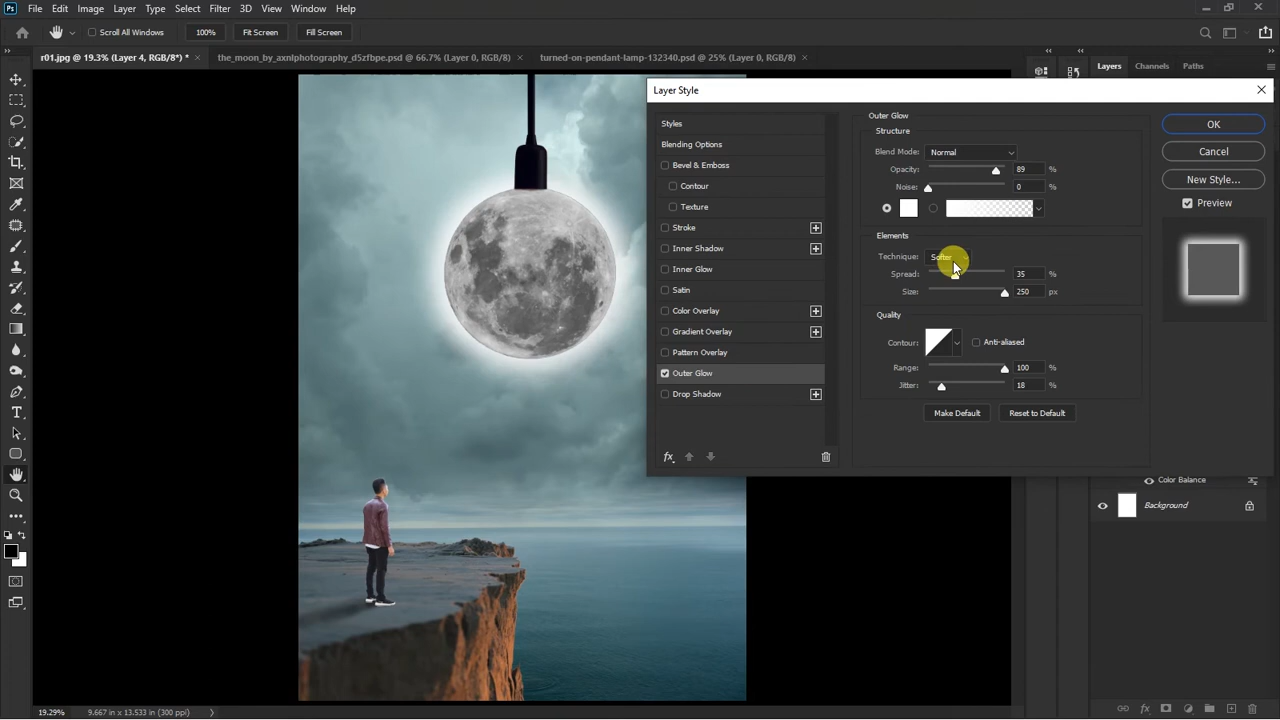 Ps File Edit Image Layer Type Select Filter 3D View Window Help
Scroll All Windows 100% Fit Screen Fill Screen
r01.jpg @ 19.3% (Layer 4, RGB/8*) * the_moon_by_axnlphotography_d5zfbpe.psd @ 66.7% (Layer 0, RGB/8) turned-on-pendant-lamp-132340.psd @ 25% (Layer 0, RGB/8)
Layers Channels Paths
Layer Style
Styles
Blending Options
Bevel & Emboss
Contour
Texture
Stroke
Inner Shadow
Inner Glow
Satin
Color Overlay
Gradient Overlay
Pattern Overlay
Outer Glow
Drop Shadow
fx
Outer Glow
Structure
Blend Mode: Normal
Opacity: 89 %
Noise: 0 %
Elements
Technique: Softer
Spread: 35 %
Size: 250 px
Quality
Contour: Anti-aliased
Range: 100 %
Jitter: 18 %
Make Default Reset to Default
OK
Cancel
New Style...
Preview
Color Balance
Background
T
19.29% 9.667 in x 13.533 in (300 ppi)
fx